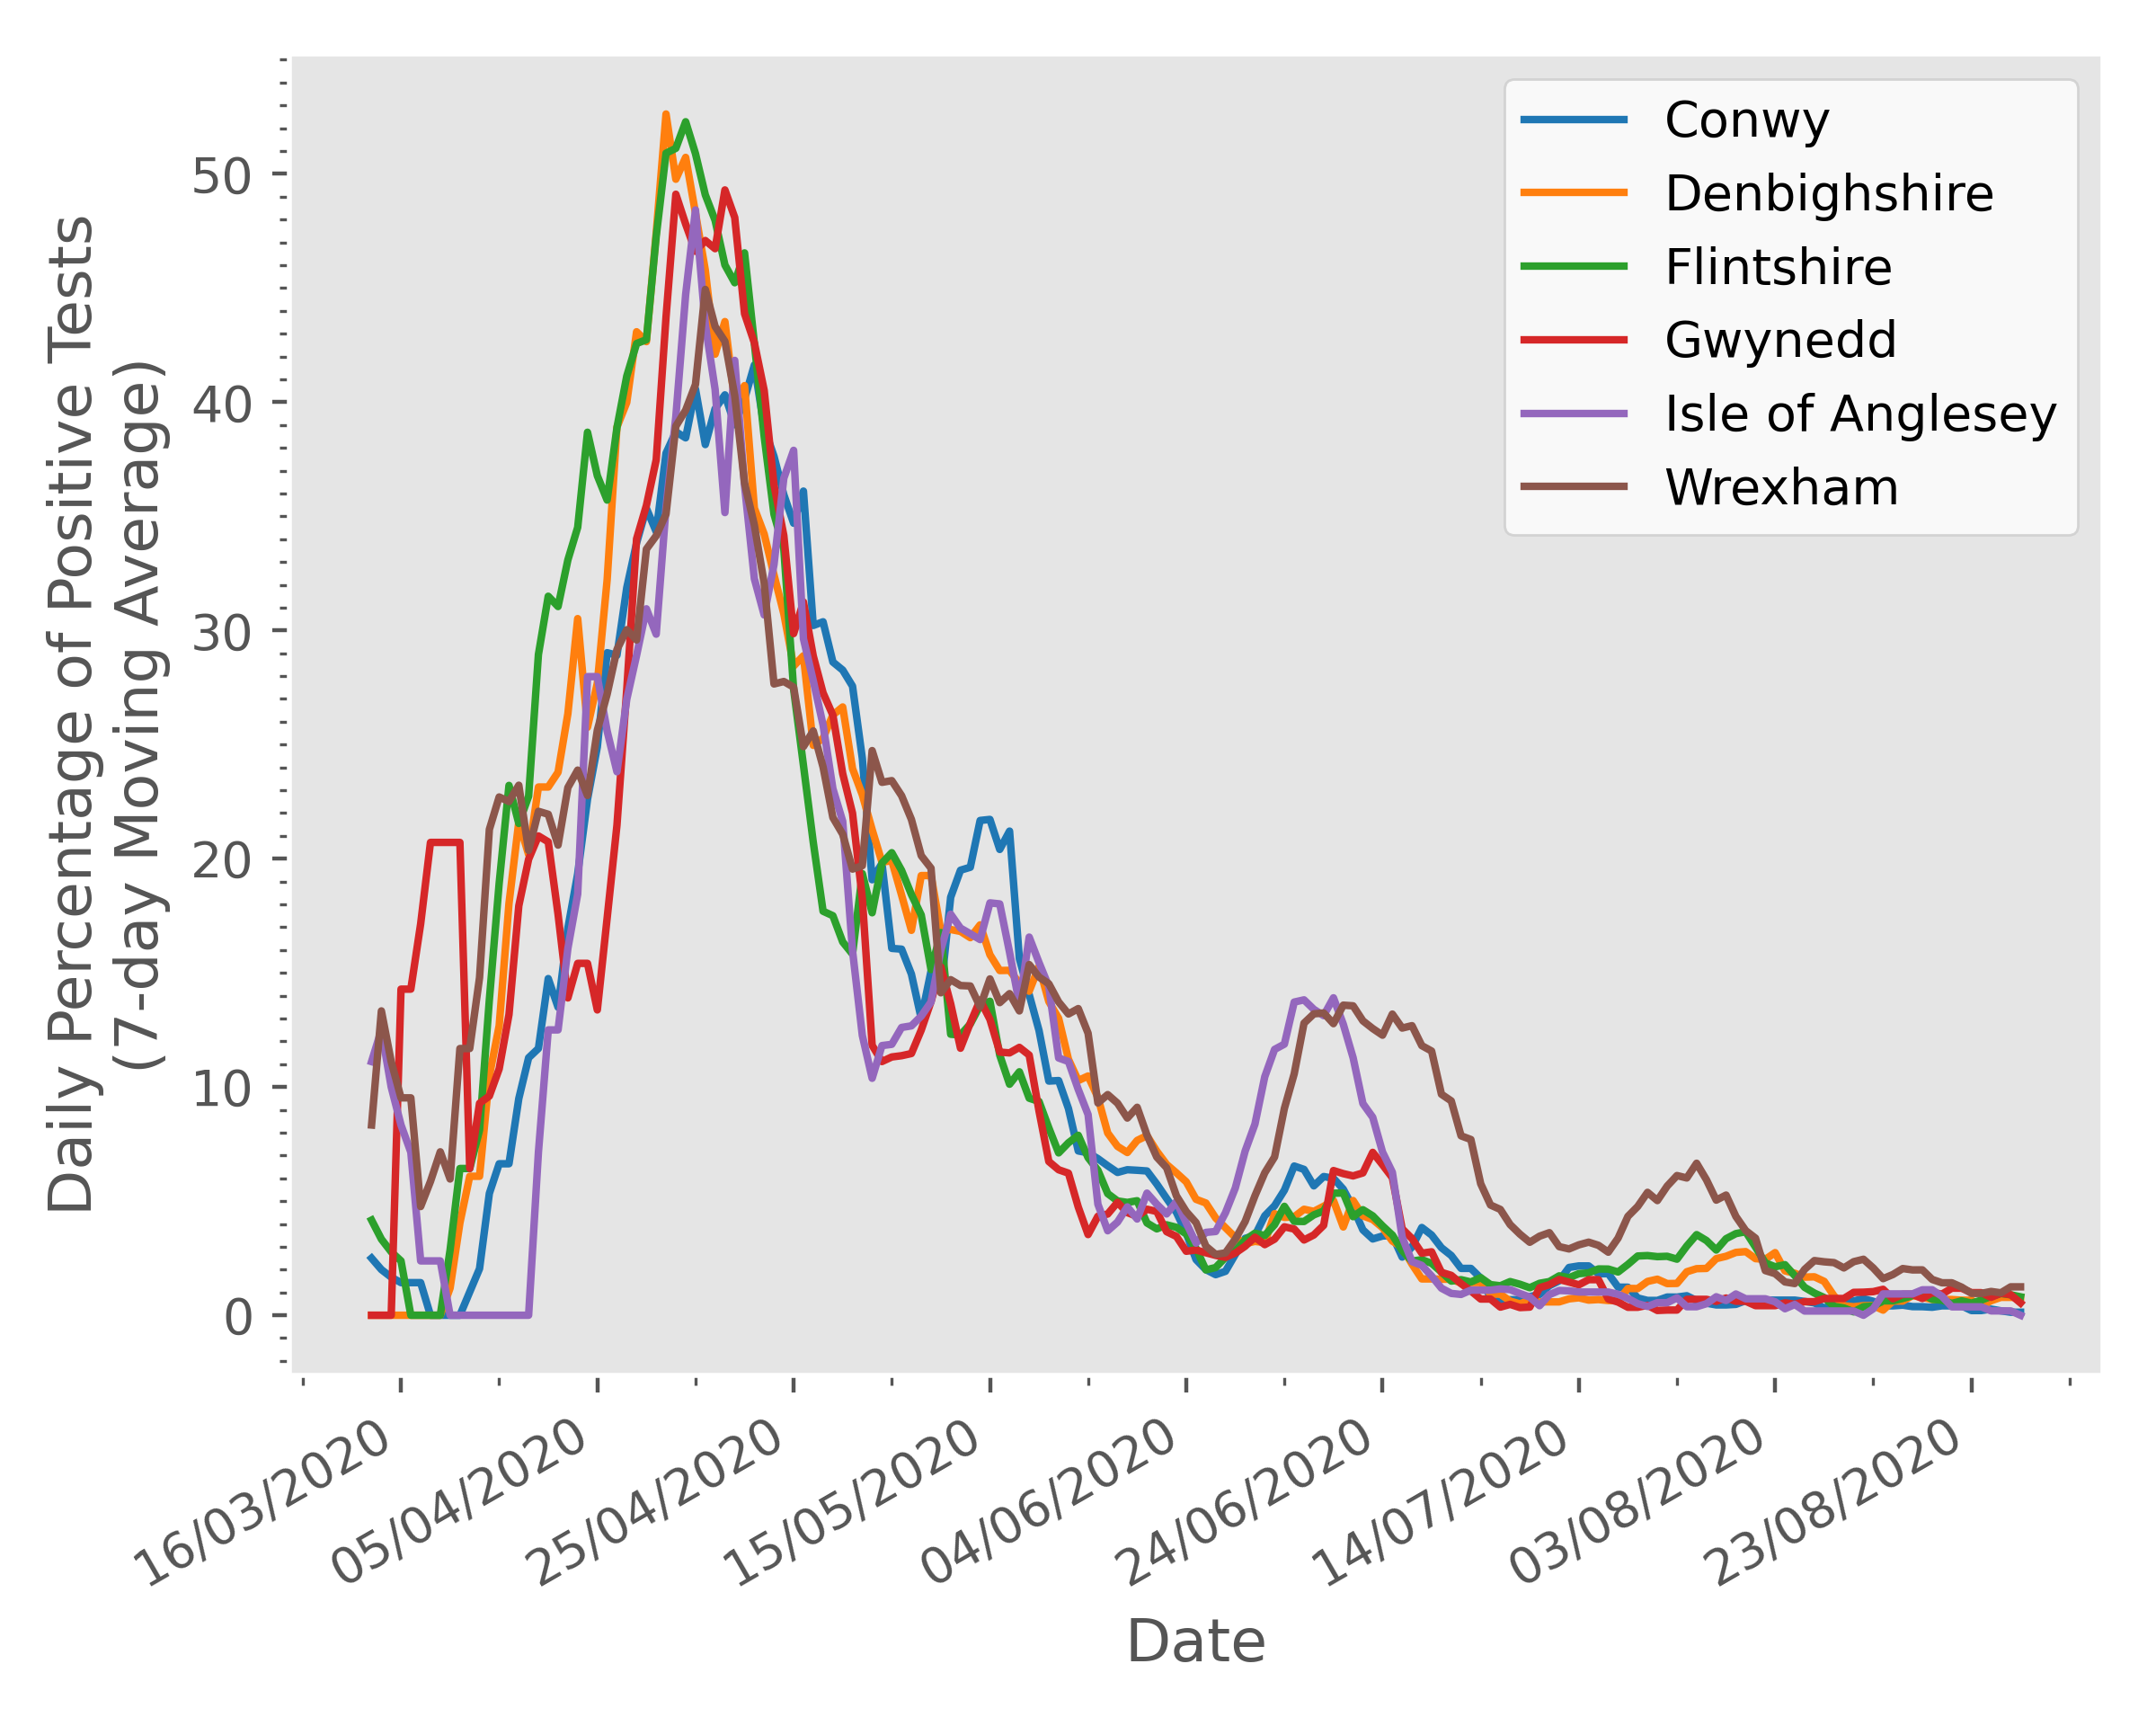 Daily Percentage of Positive Tests
(7-day Moving Average)
50
40
30
20
10
0
Conwy
Denbighshire
Flintshire
Gwynedd
Isle of Anglesey
Wrexham
16/03/2020
05/04/2020
25/04/2020
15/05/2020
04/06/2020
24/06/2020
14/07/2020
03/08/2020
23/08/2020
Date